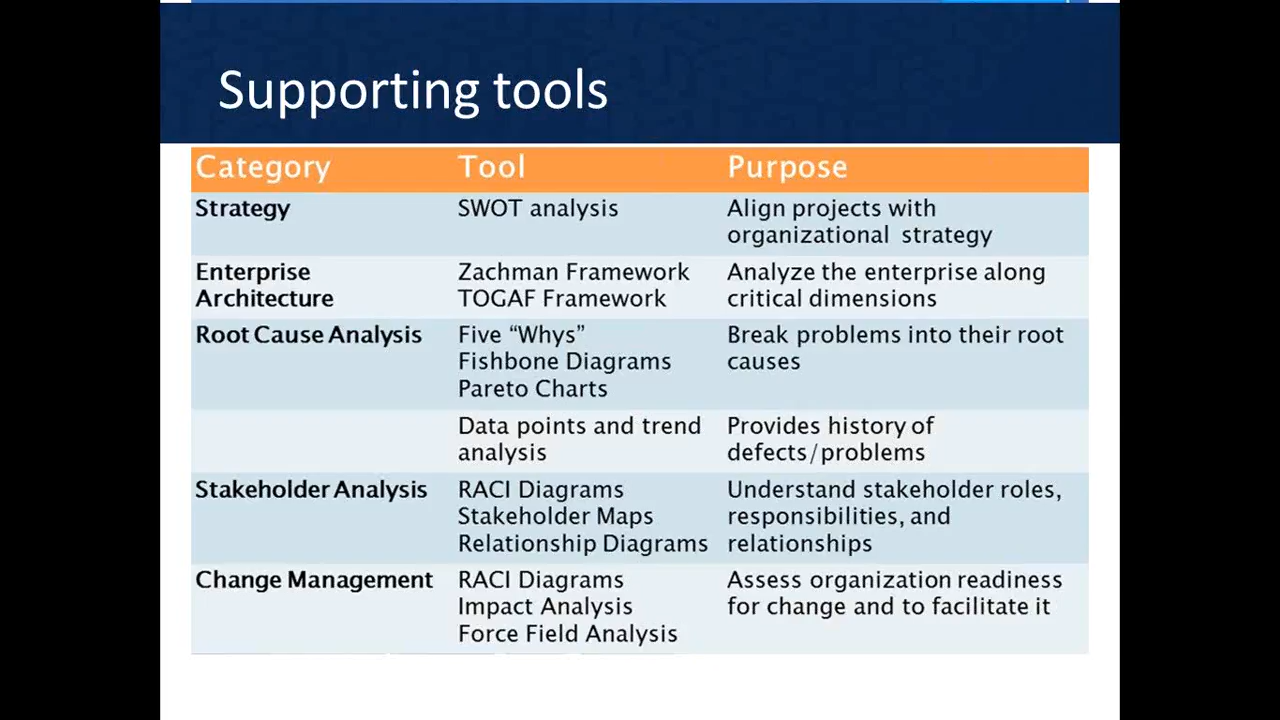 Supporting tools
Category Tool Purpose
Strategy SWOT analysis Align projects with
organizational strategy
Enterprise Zachman Framework Analyze the enterprise along
Architecture TOGAF Framework critical dimensions
Root Cause Analysis Five “Whys” Break problems into their root
Fishbone Diagrams causes
Pareto Charts
Data points and trend Provides history of
analysis defects/problems
Stakeholder Analysis RACI Diagrams Understand stakeholder roles,
Stakeholder Maps responsibilities, and
Relationship Diagrams relationships
Change Management RACI Diagrams Assess organization readiness
Impact Analysis for change and to facilitate it
Force Field Analysis